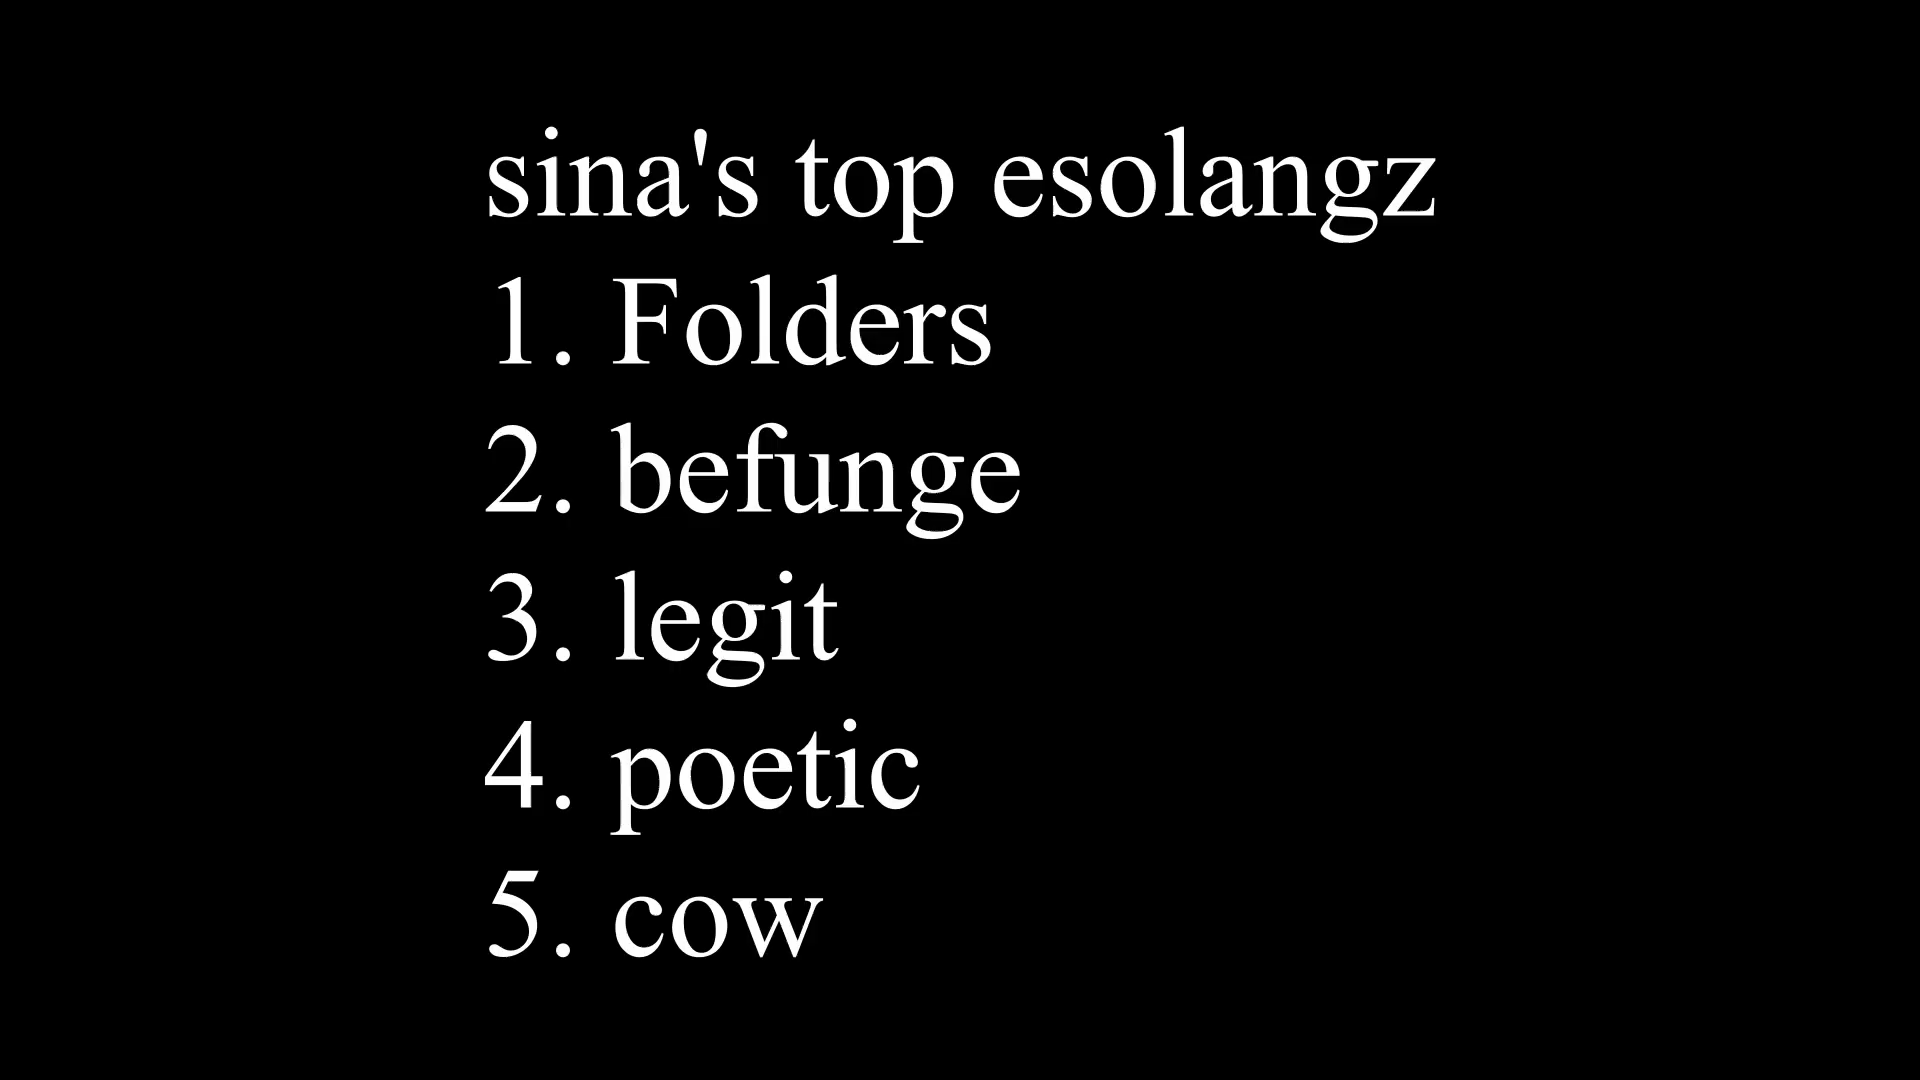 sina's top esolangz
1. Folders
2. befunge
3. legit
4. poetic
5. cow